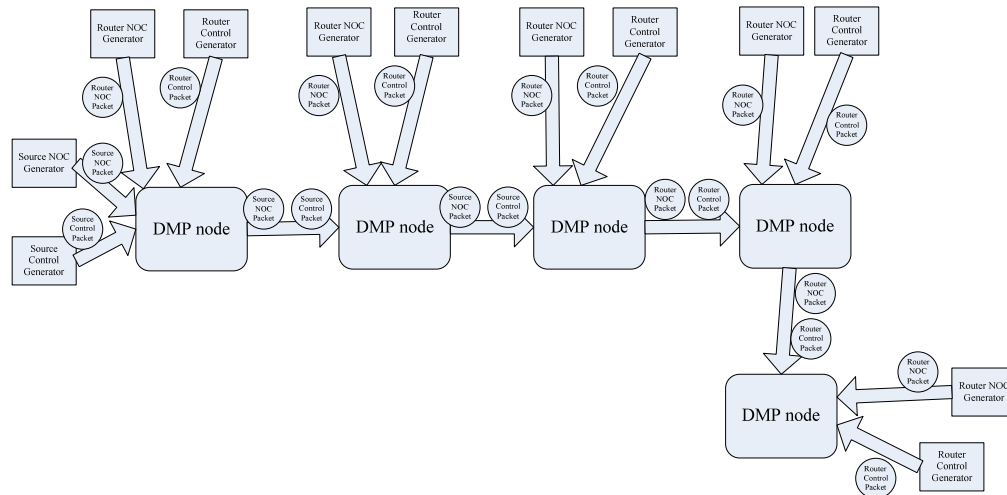 Router NOC
Generator
Router
Control
Generator
Router NOC
Generator
Router
Control
Generator
Router NOC
Generator
Router
Control
Generator
Router NOC
Generator
Router
Control
Generator
Router
NOC
Packet
Router
Control
Packet
Router
NOC
Packet
Router
Control
Packet
Router
NOC
Packet
Router
Control
Packet
Router
NOC
Packet
Router
Control
Packet
Source NOC
Generator
Source
NOC
Packet
Source
Control
Packet
Source
Control
Generator
DMP node
Source
NOC
Packet
Source
Control
Packet
DMP node
Source
NOC
Packet
Source
Control
Packet
DMP node
Router
NOC
Packet
Router
Control
Packet
DMP node
Router
NOC
Packet
Router
Control
Packet
DMP node
Router
NOC
Packet
Router NOC
Generator
Router
Control
Packet
Router
Control
Generator